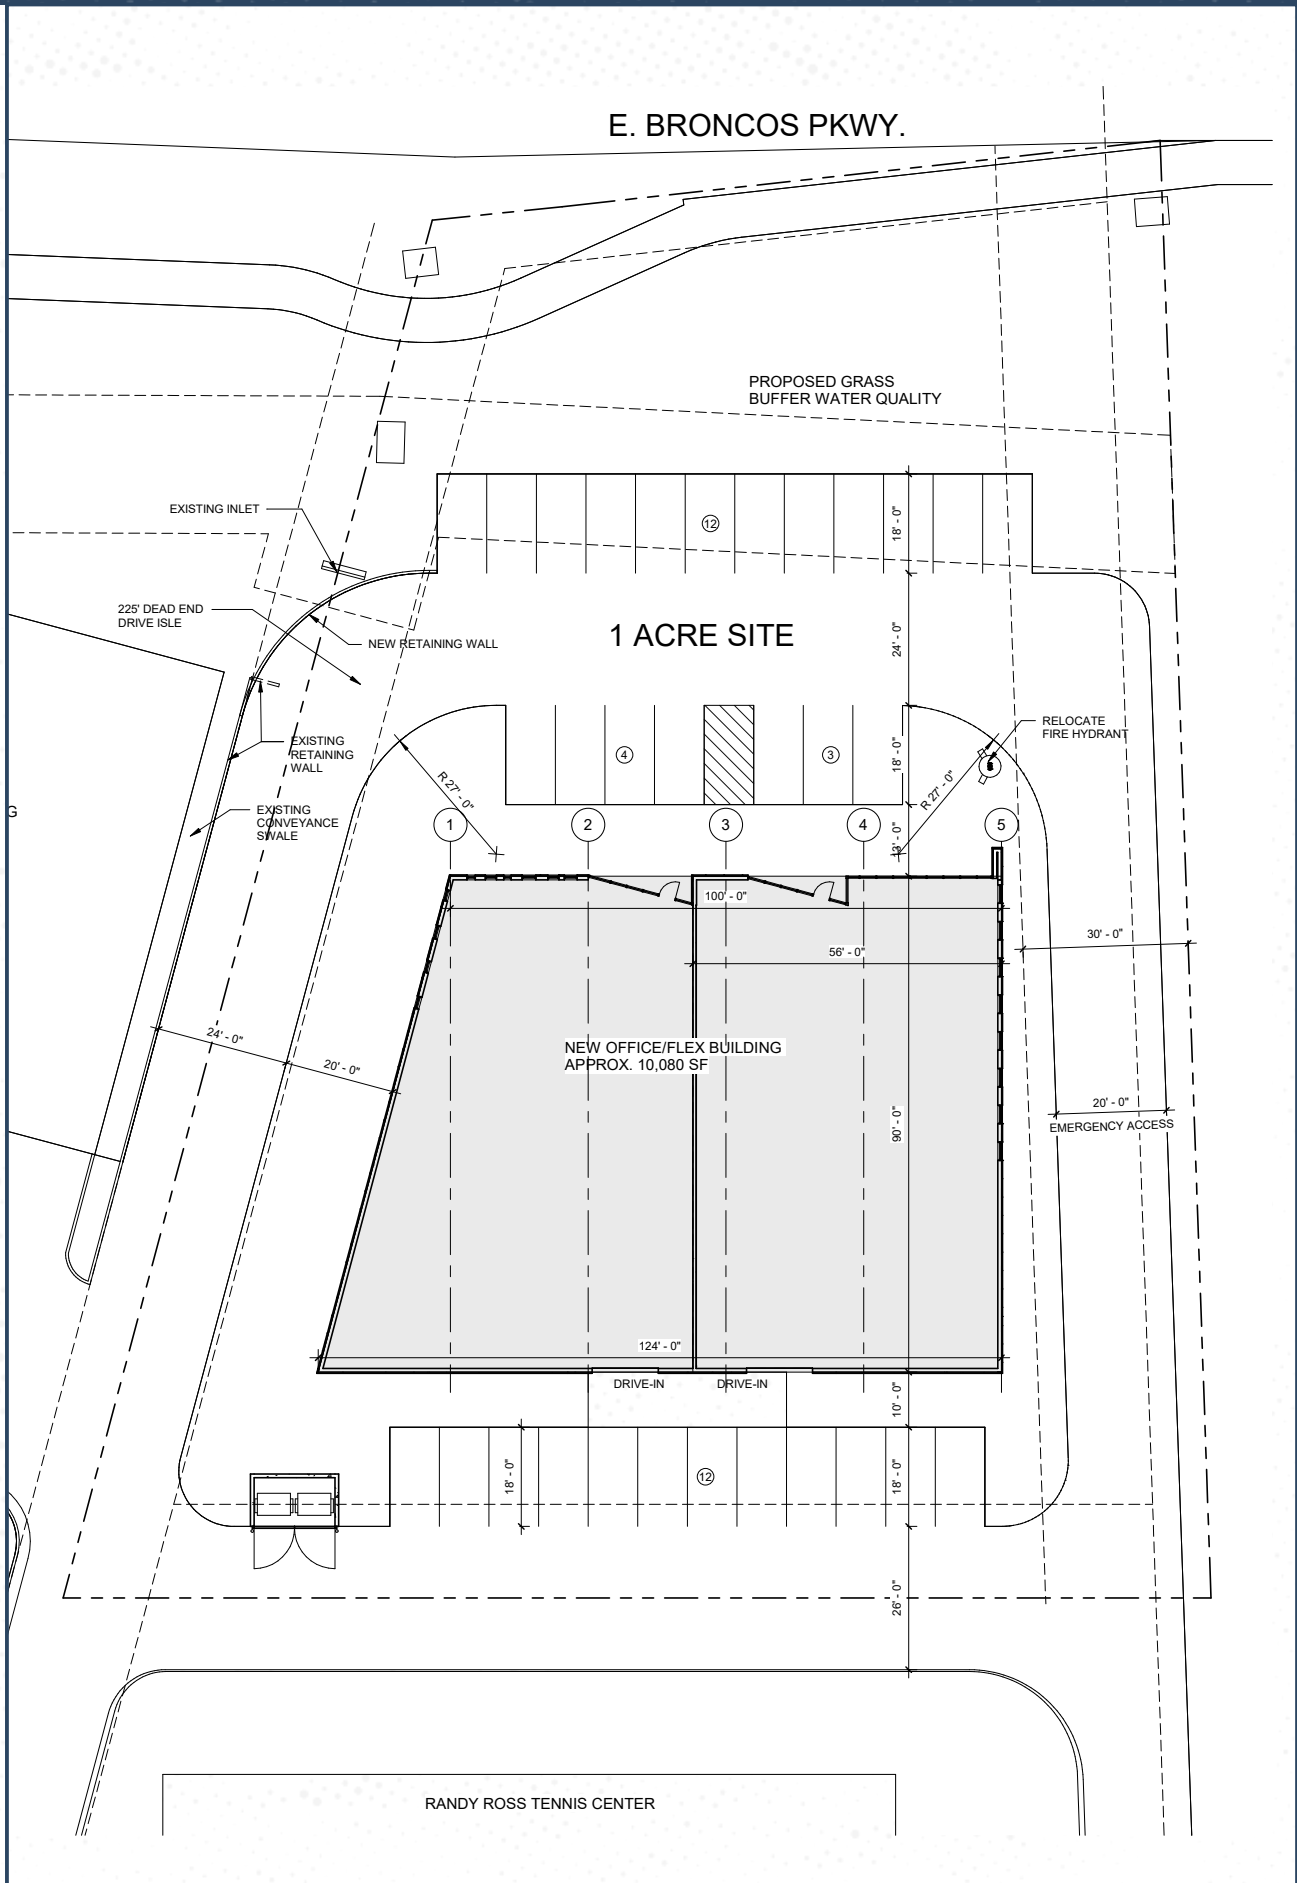 E. BRONCOS PKWY.
PROPOSED GRASS
BUFFER WATER QUALITY
EXISTING INLET
12
18' - 0"
225' DEAD END
DRIVE ISLE
NEW RETAINING WALL
1 ACRE SITE
24' - 0"
EXISTING
RETAINING
WALL
4
3
18' - 0"
RELOCATE
FIRE HYDRANT
R 27' - 0"
R 27' - 0"
EXISTING
CONVEYANCE
SWALE
G
1
2
3
4
5
13' - 0"
100' - 0"
56' - 0"
30' - 0"
24' - 0"
20' - 0"
NEW OFFICE/FLEX BUILDING
APPROX. 10,080 SF
90' - 0"
20' - 0"
EMERGENCY ACCESS
124' - 0"
DRIVE-IN
DRIVE-IN
10' - 0"
18' - 0"
12
18' - 0"
26' - 0"
RANDY ROSS TENNIS CENTER